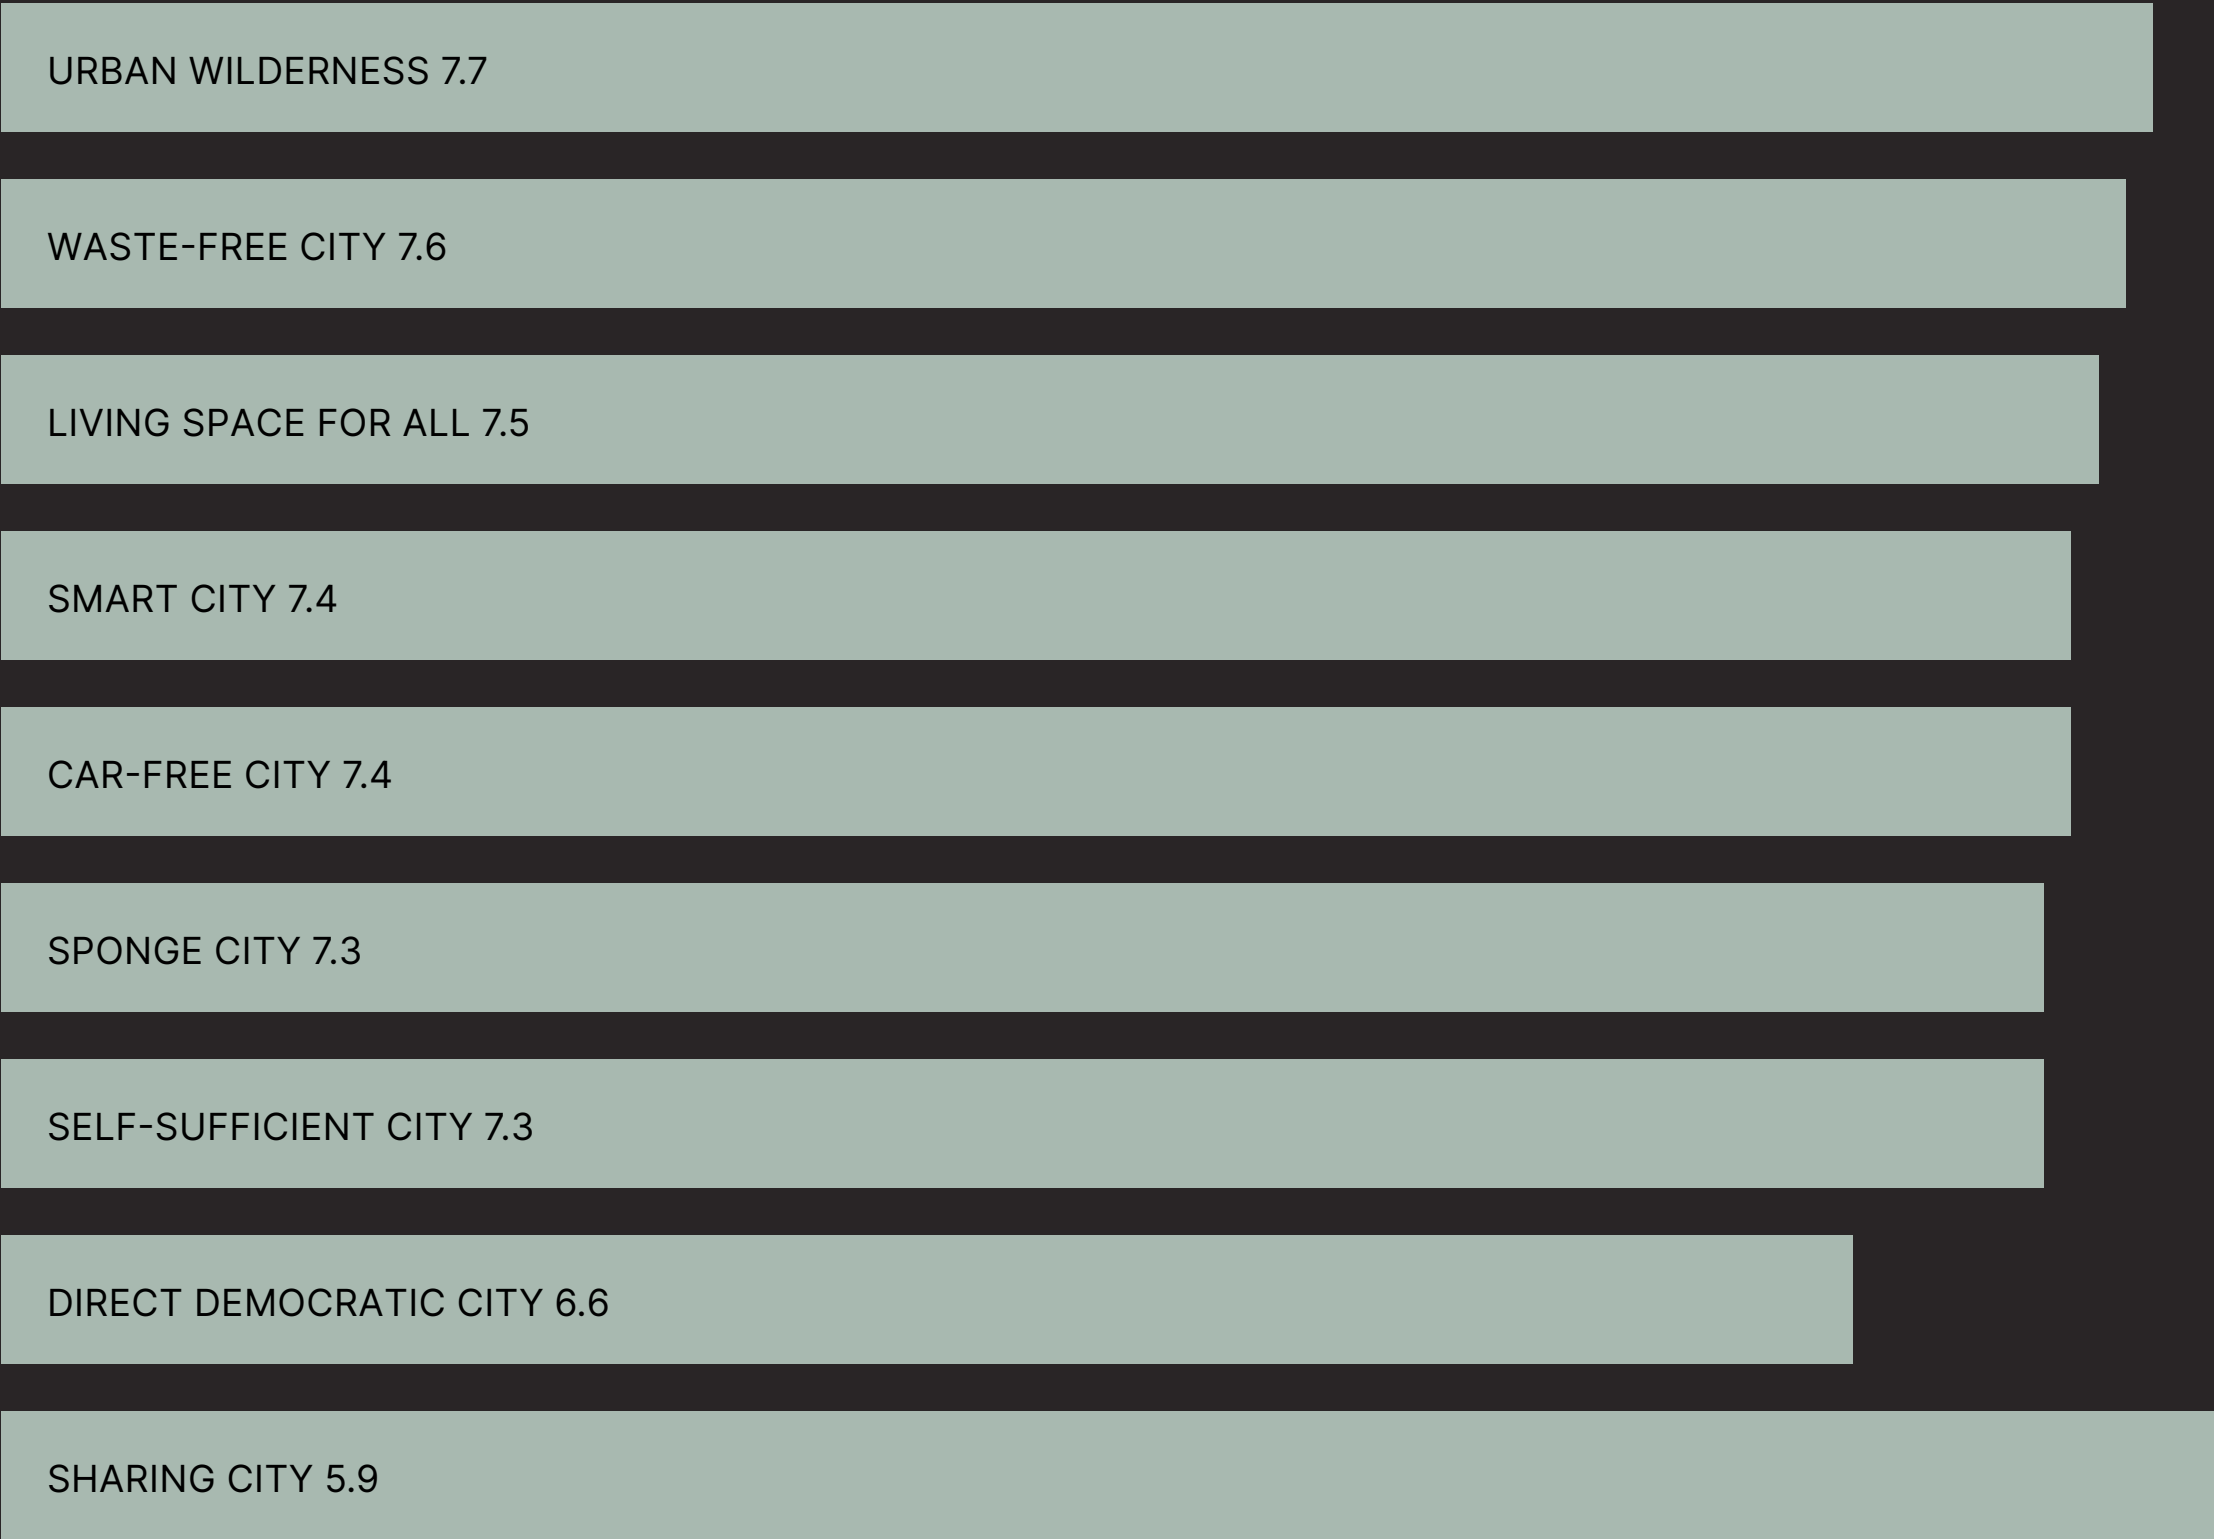 URBAN WILDERNESS 7.7
WASTE-FREE CITY 7.6
LIVING SPACE FOR ALL 7.5
SMART CITY 7.4
CAR-FREE CITY 7.4
SPONGE CITY 7.3
SELF-SUFFICIENT CITY 7.3
DIRECT DEMOCRATIC CITY 6.6
SHARING CITY 5.9